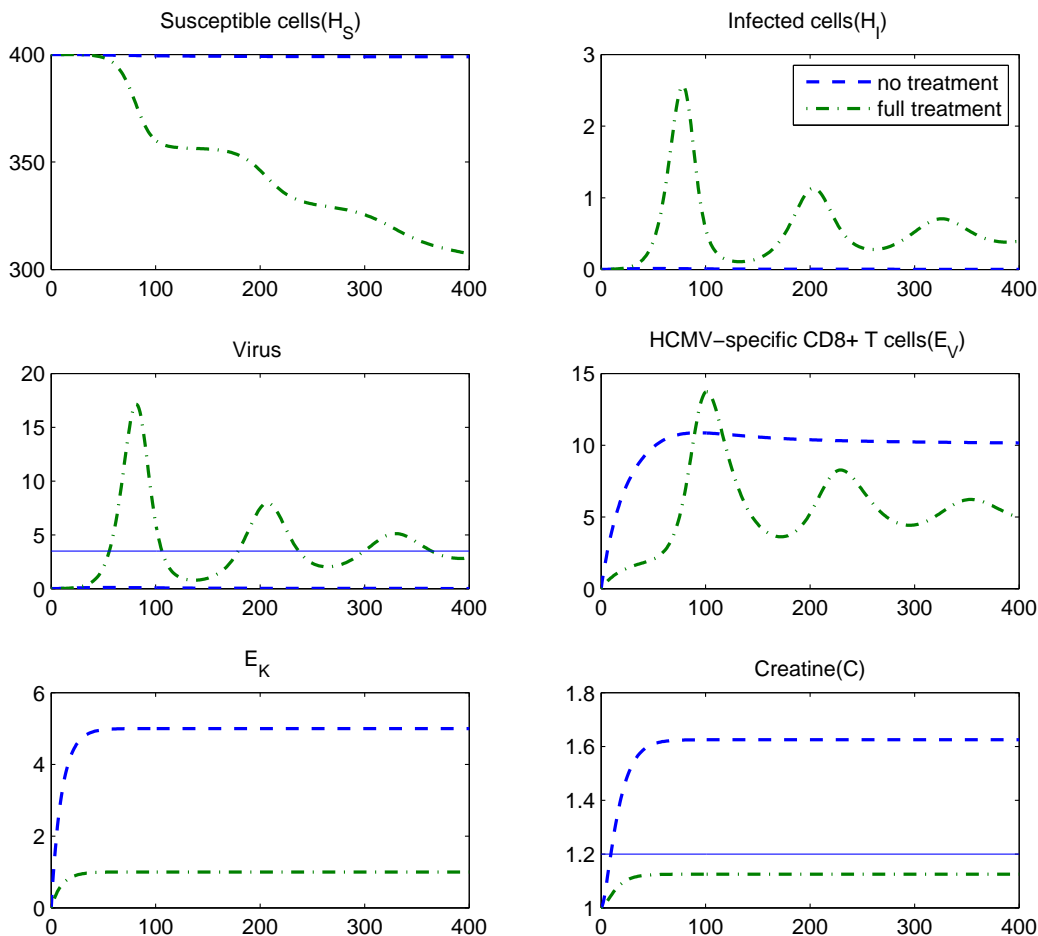 Susceptible cells(H_S)
400
350
300
0 100 200 300 400
Infected cells(H_I)
3
2
1
0
0 100 200 300 400
no treatment
full treatment
Virus
20
15
10
5
0
0 100 200 300 400
HCMV−specific CD8+ T cells(E_V)
15
10
5
0
0 100 200 300 400
E_K
6
4
2
0
0 100 200 300 400
Creatine(C)
1.8
1.6
1.4
1.2
1
0 100 200 300 400